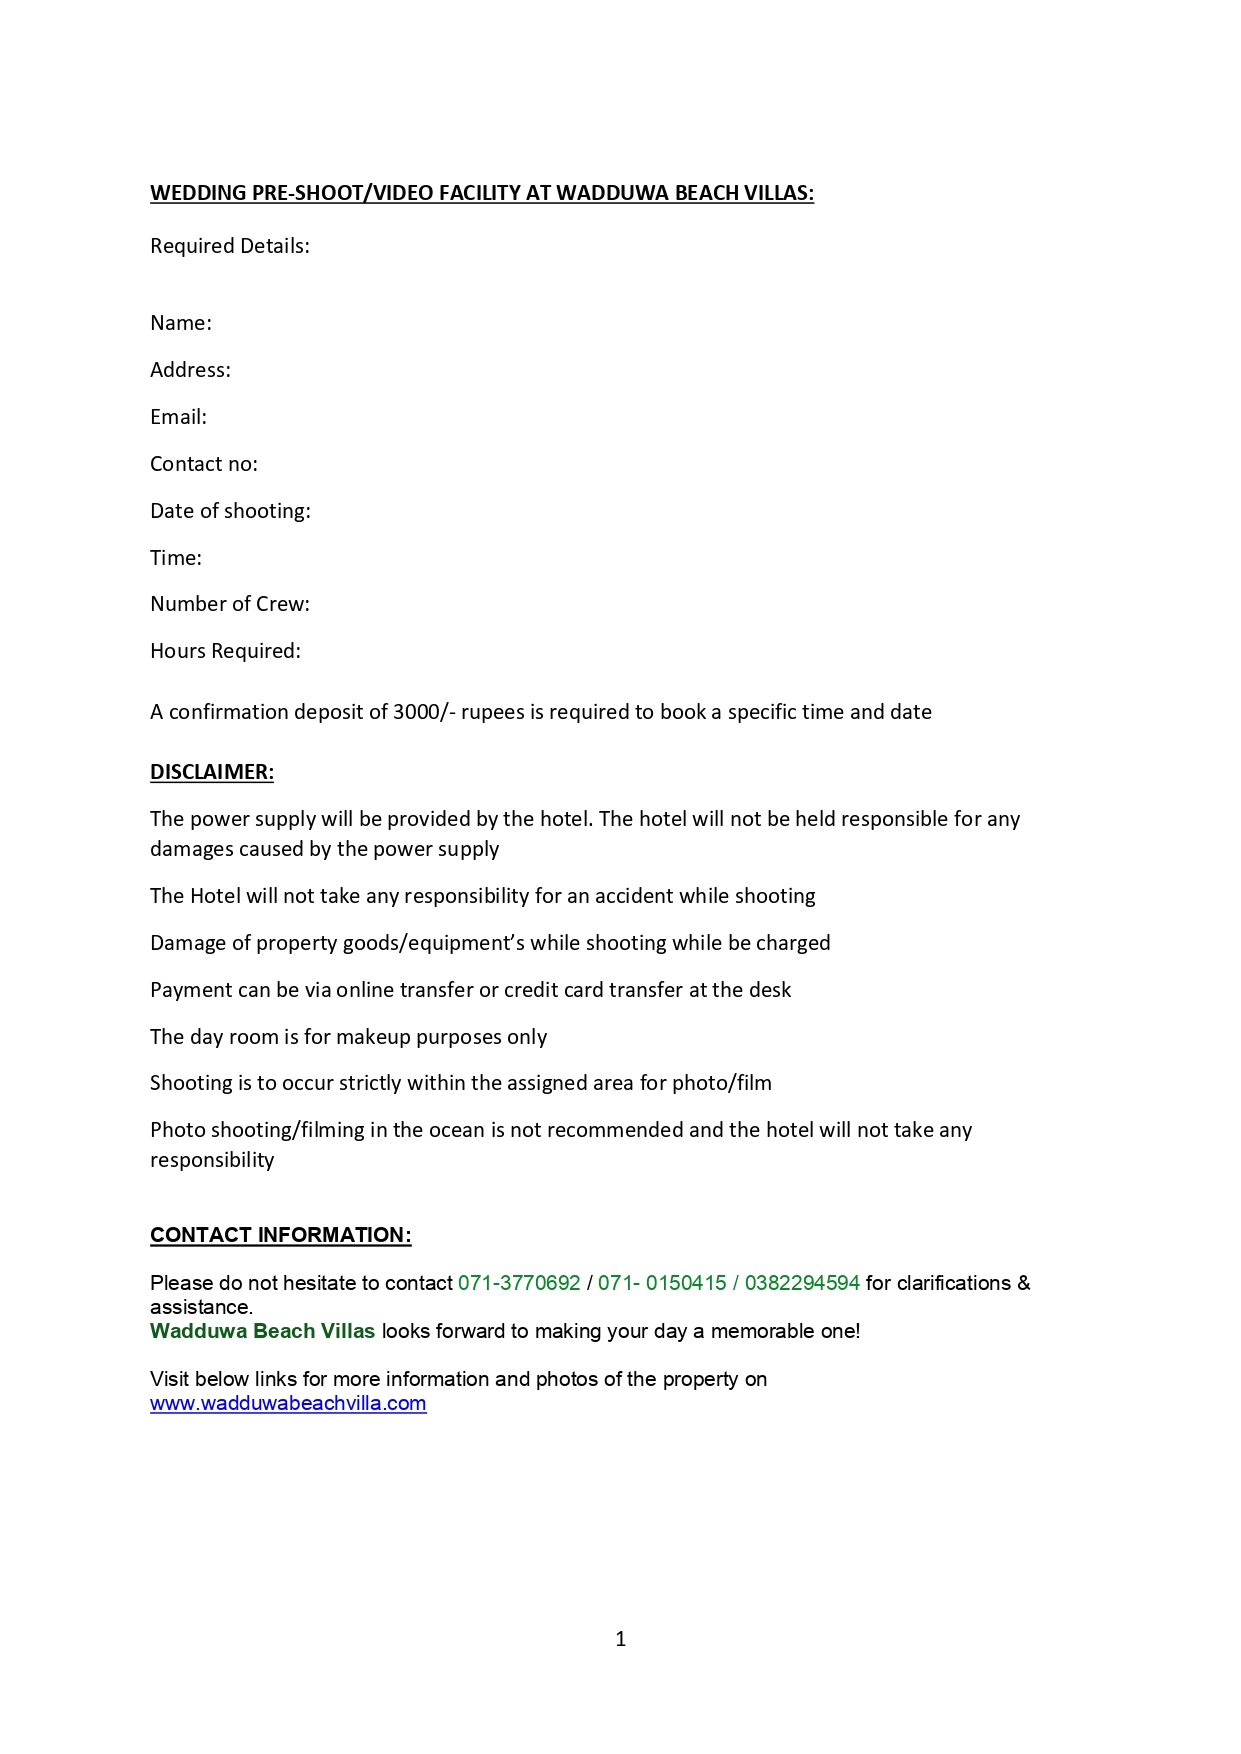 WEDDING PRE-SHOOT/VIDEO FACILITY AT WADDUWA BEACH VILLAS:
Required Details:
Name:
Address:
Email:
Contact no:
Date of shooting:
Time:
Number of Crew:
Hours Required:
A confirmation deposit of 3000/- rupees is required to book a specific time and date
DISCLAIMER:
The power supply will be provided by the hotel. The hotel will not be held responsible for any
damages caused by the power supply
The Hotel will not take any responsibility for an accident while shooting
Damage of property goods/equipment’s while shooting while be charged
Payment can be via online transfer or credit card transfer at the desk
The day room is for makeup purposes only
Shooting is to occur strictly within the assigned area for photo/film
Photo shooting/filming in the ocean is not recommended and the hotel will not take any
responsibility
CONTACT INFORMATION:
Please do not hesitate to contact 071-3770692 / 071- 0150415 / 0382294594 for clarifications &
assistance.
Wadduwa Beach Villas looks forward to making your day a memorable one!
Visit below links for more information and photos of the property on
www.wadduwabeachvilla.com
1